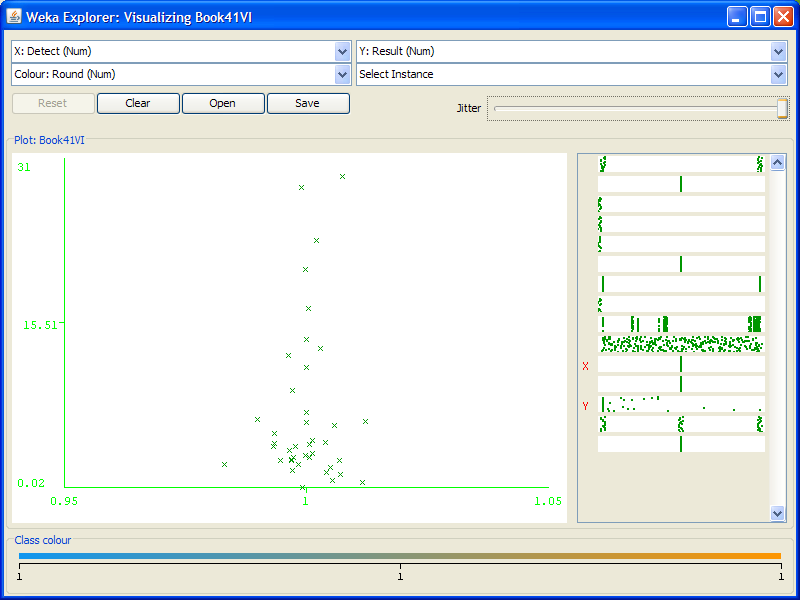 Weka Explorer: Visualizing Book41VI
X: Detect (Num)
Y: Result (Num)
Colour: Round (Num)
Select Instance
Reset
Clear
Open
Save
Jitter
Plot: Book41VI
31
15.51
0.02
0.95
1
1.05
X
Y
Class colour
1
1
1